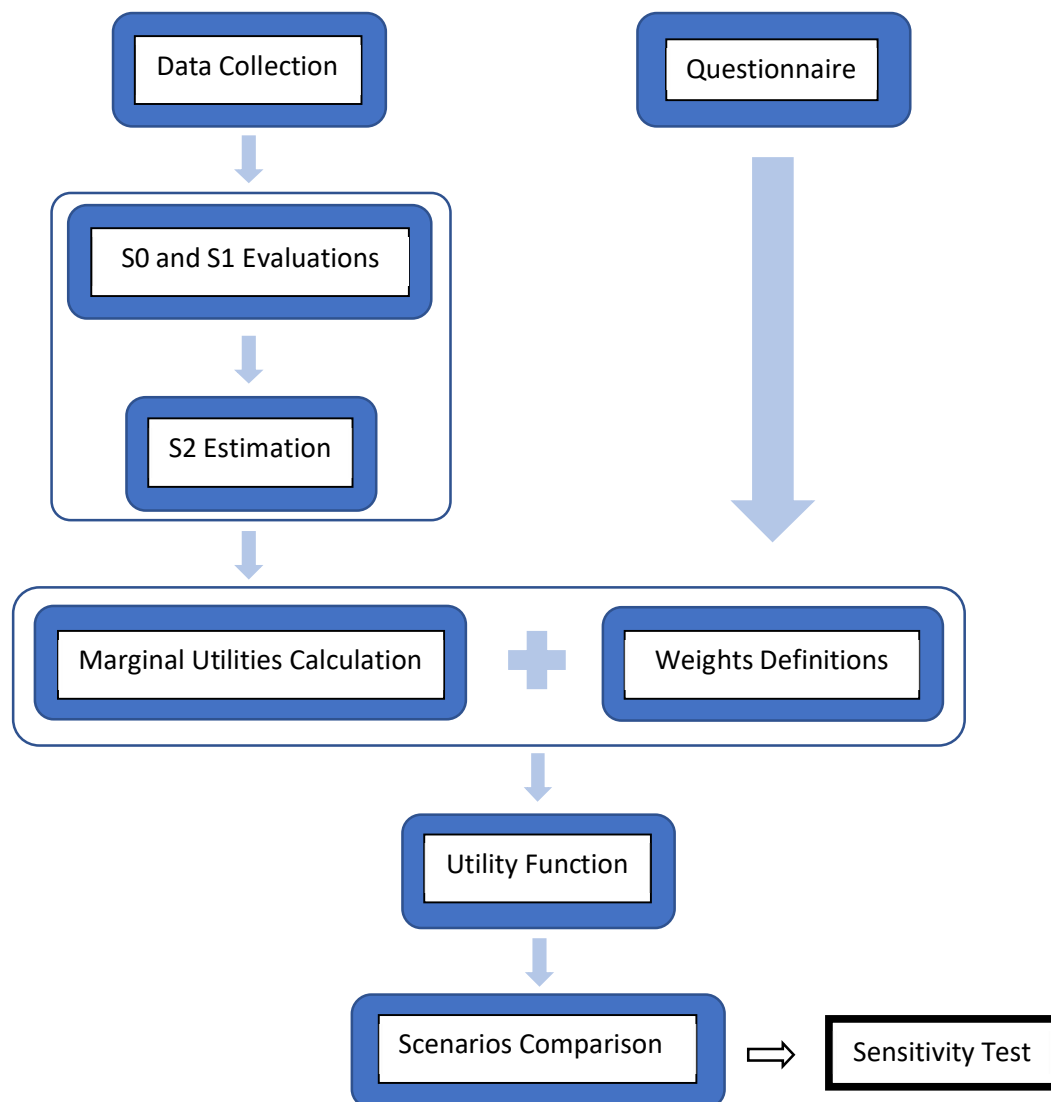 Data Collection
Questionnaire
S0 and S1 Evaluations
S2 Estimation
Marginal Utilities Calculation
Weights Definitions
Utility Function
Scenarios Comparison
Sensitivity Test